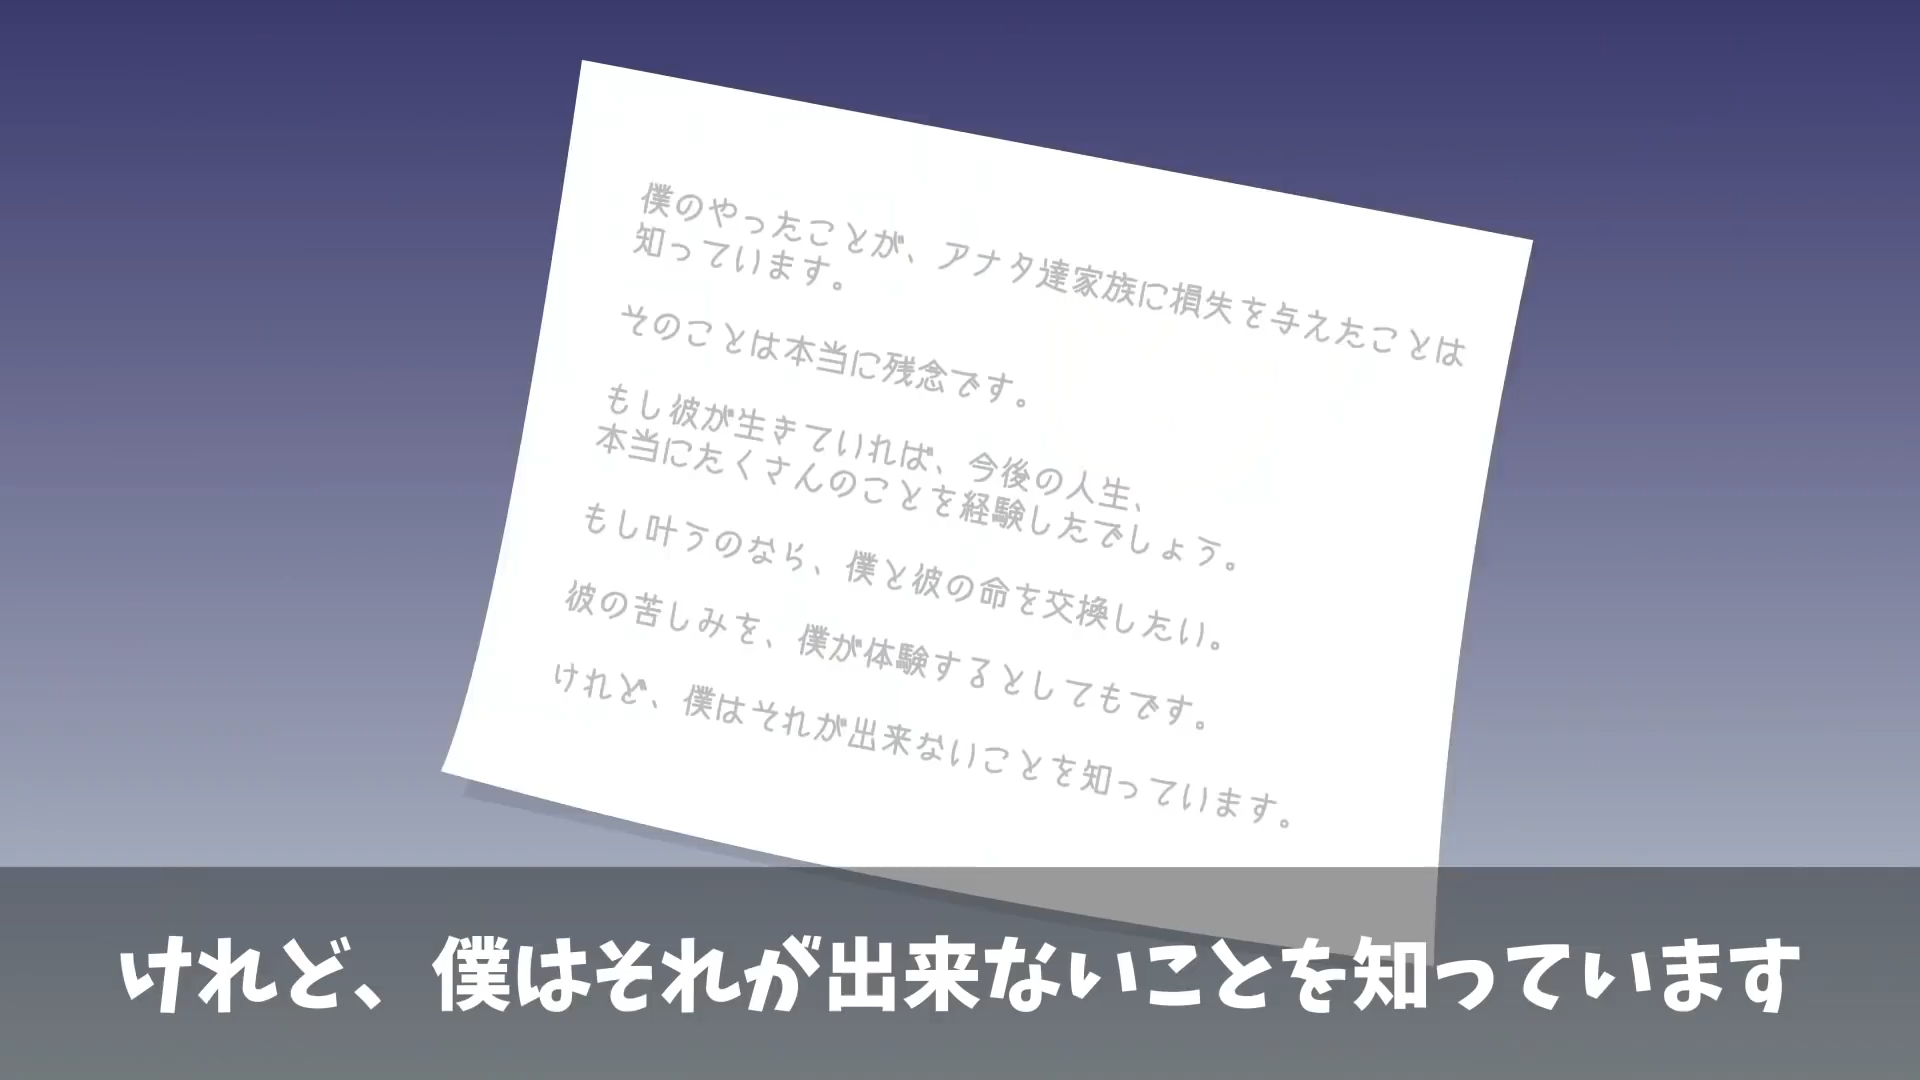 僕のやったことが、アナタ達家族に損失を与えたことは
知っています。
そのことは本当に残念です。
もし彼が生きていれば、今後の人生、
本当にたくさんのことを経験したでしょう。
もし叶うのなら、僕と彼の命を交換したい。
彼の苦しみを、僕が体験するとしてもです。
けれど、僕はそれが出来ないことを知っています。
けれど、僕はそれが出来ないことを知っています